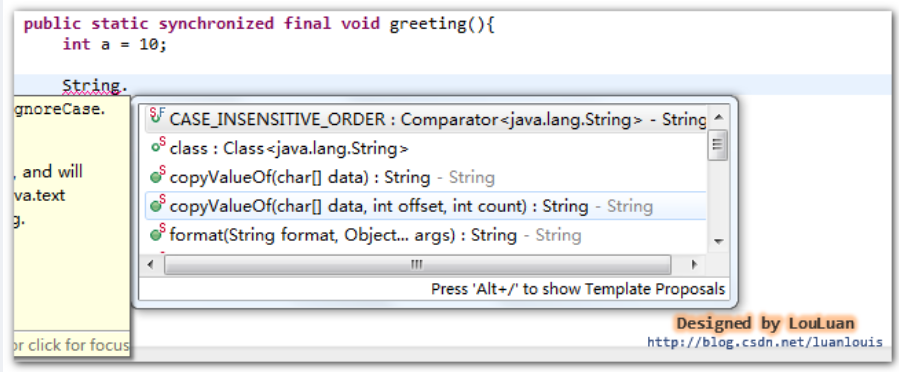 public static synchronized final void greeting(){
int a = 10;
String.
gnoreCase.
, and will
va.text
g.
or click for focus
CASE_INSENSITIVE_ORDER : Comparator<java.lang.String> - String
class : Class<java.lang.String>
copyValueOf(char[] data) : String - String
copyValueOf(char[] data, int offset, int count) : String - String
format(String format, Object... args) : String - String
Press 'Alt+/' to show Template Proposals
Designed by LouLuan
http://blog.csdn.net/luanlouis